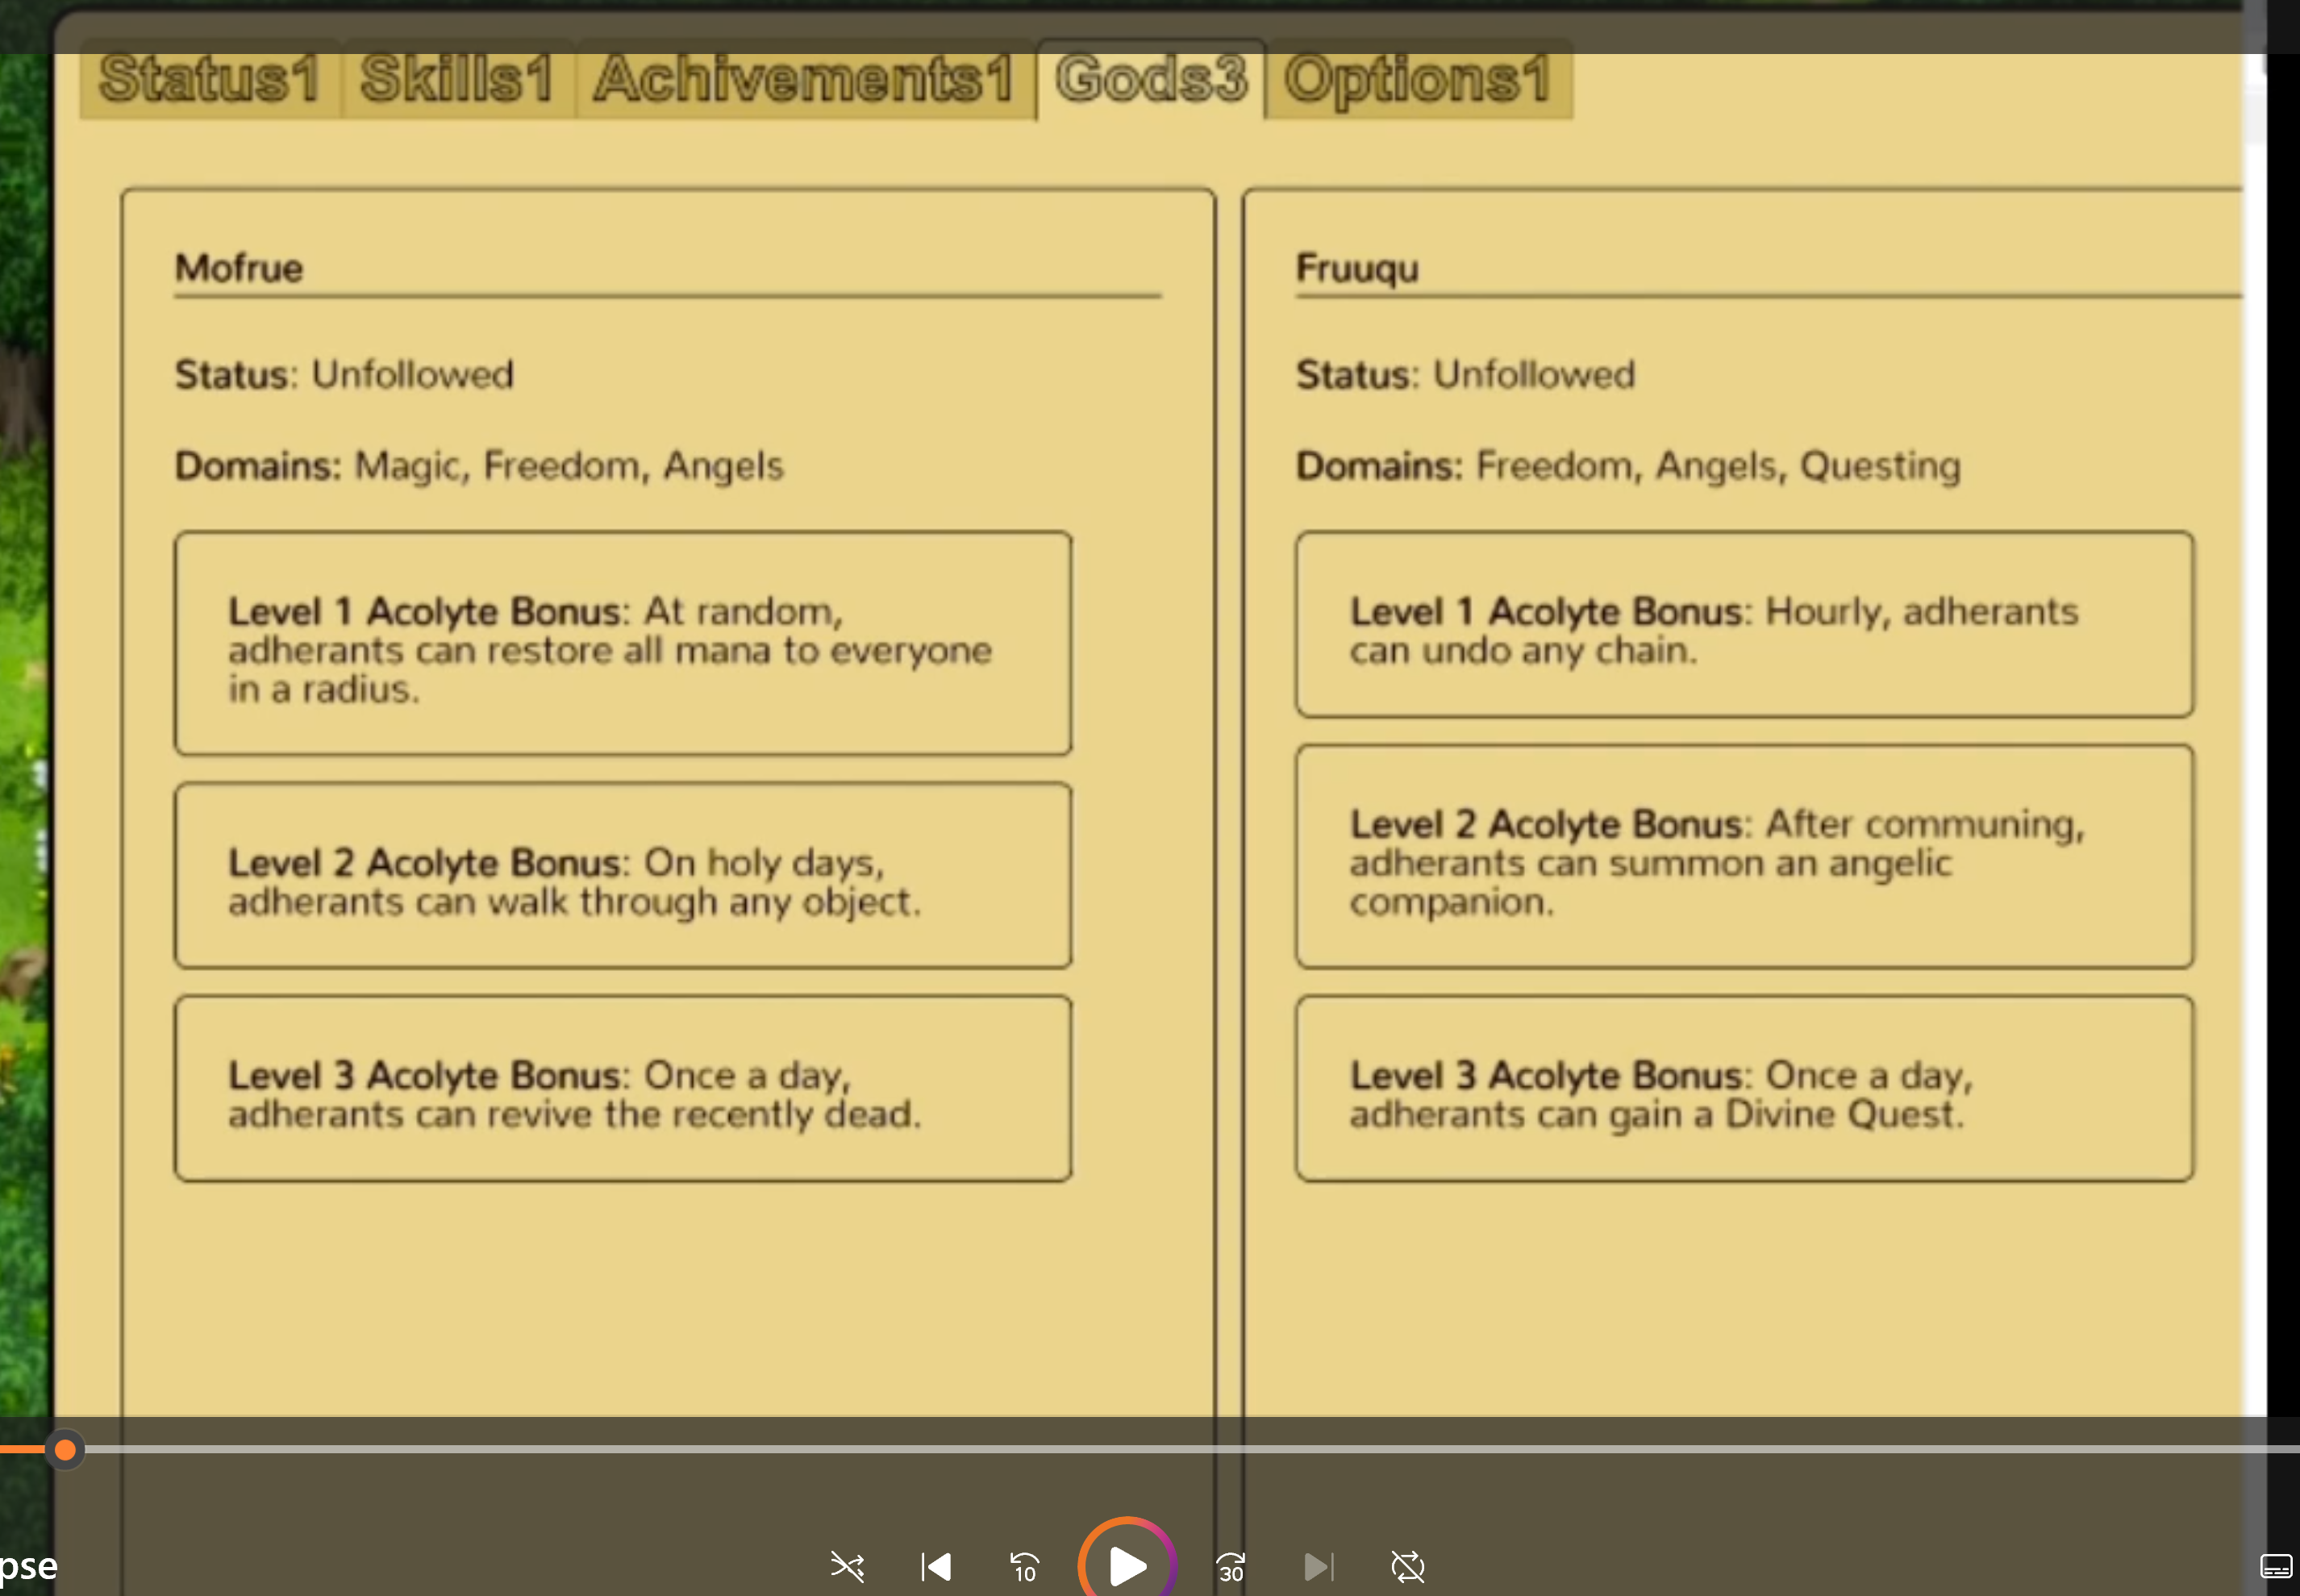 Status1 Skills1 Achivements1 Gods3 Options1
Mofrue
Status: Unfollowed
Domains: Magic, Freedom, Angels
Level 1 Acolyte Bonus: At random,
adherants can restore all mana to everyone
in a radius.
Level 2 Acolyte Bonus: On holy days,
adherants can walk through any object.
Level 3 Acolyte Bonus: Once a day,
adherants can revive the recently dead.
Fruuqu
Status: Unfollowed
Domains: Freedom, Angels, Questing
Level 1 Acolyte Bonus: Hourly, adherants
can undo any chain.
Level 2 Acolyte Bonus: After communing,
adherants can summon an angelic
companion.
Level 3 Acolyte Bonus: Once a day,
adherants can gain a Divine Quest.
pse
10
30